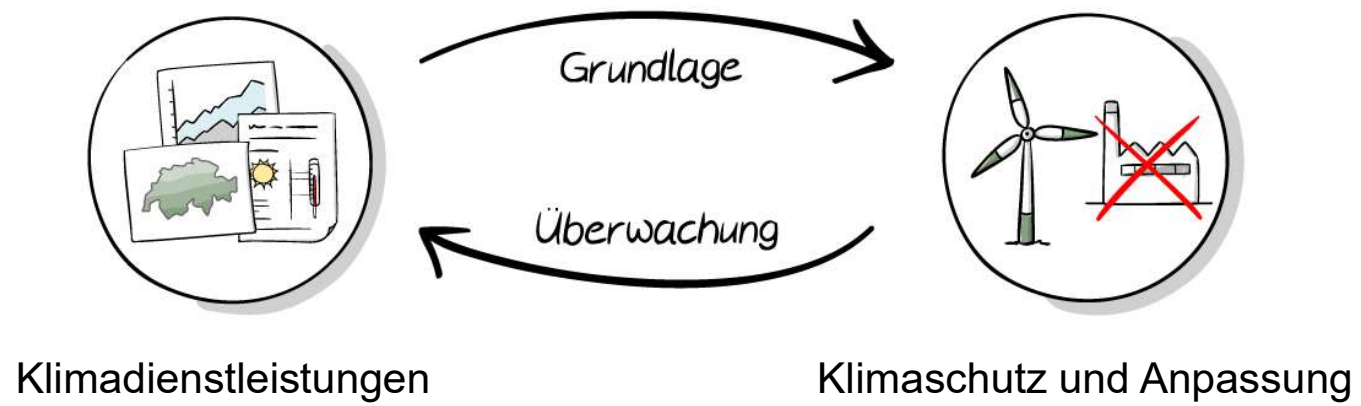 Grundlage
Überwachung
Klimadienstleistungen
Klimaschutz und Anpassung